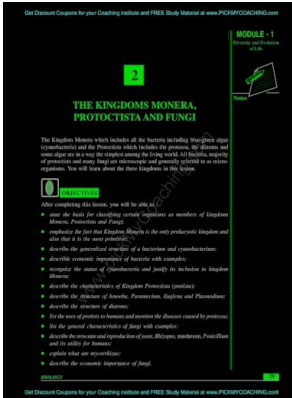 Get Discount Coupons for your Coaching institute and FREE Study Material at www.PICKMYCOACHING.com
MODULE - 1
Diversity and Evolution
of Life
2
Notes
THE KINGDOMS MONERA,
PROTOCTISTA AND FUNGI
The Kingdom Monera which includes all the bacteria including blue-green algae
(cyanobacteria) and the Protoctista which includes the protozoa, the diatoms and
some algae are in a way the simplest among the living world. All bacteria, majority
of protoctists and many fungi are microscopic and generally referred to as micro-
organisms. You will learn about the three kingdoms in this lesson.
OBJECTIVES
After completing this lesson, you will be able to :
● state the basis for classifying certain organisms as members of kingdoms
Monera, Protoctista and Fungi;
● emphasize the fact that Kingdom Monera is the only prokaryotic kingdom and
also that it is the most primitive;
● describe the generalized structure of a bacterium and cyanobacterium;
● describe economic importance of bacteria with examples;
● recognize the status of cyanobacteria and justify its inclusion in kingdom
Monera;
● describe the characteristics of Kingdom Protoctista (protista);
● describe the structure of Amoeba, Paramecium, Euglena and Plasmodium;
● describe the structure of diatoms;
● list the uses of protists to humans and mention the diseases caused by protozoa;
● list the general characteristics of fungi with examples;
● describe the structure and reproduction of yeast, Rhizopus, mushroom, Penicillium
and its utility for humans;
● explain what are mycorrhizae;
● describe the economic importance of fungi.
www.pickmycoaching.com
BIOLOGY
Get Discount Coupons for your Coaching institute and FREE Study Material at www.PICKMYCOACHING.com